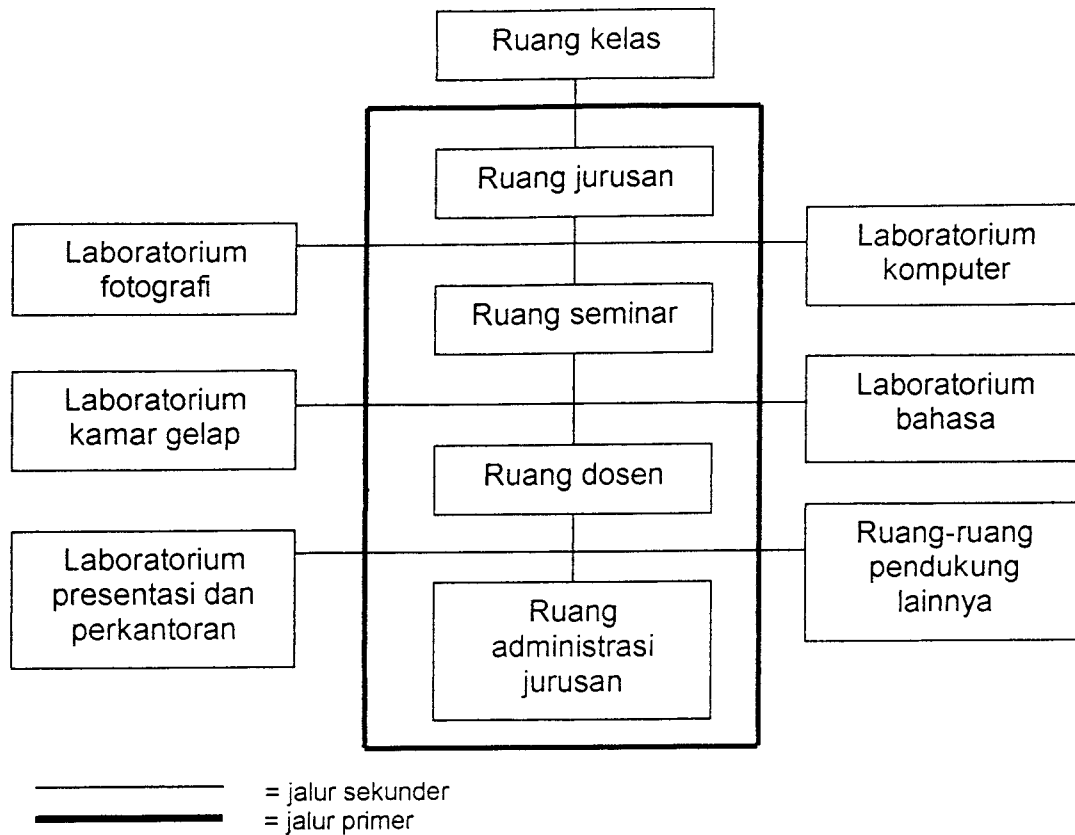 Ruang kelas
Ruang jurusan
Laboratorium
fotografi
Laboratorium
komputer
Ruang seminar
Laboratorium
kamar gelap
Laboratorium
bahasa
Ruang dosen
Laboratorium
presentasi dan
perkantoran
Ruang-ruang
pendukung
lainnya
Ruang
administrasi
jurusan
= jalur sekunder
= jalur primer